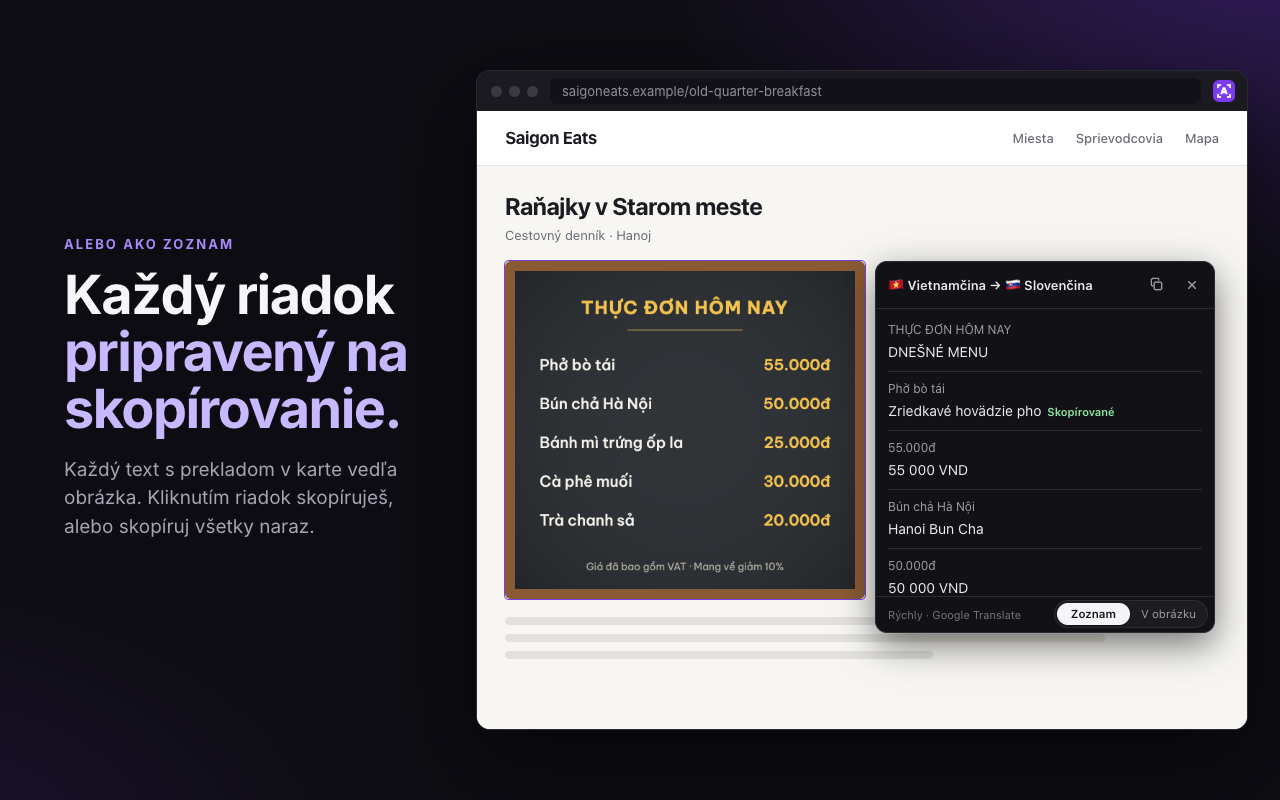 ALEBO AKO ZOZNAM
Každý riadok
pripravený na
skopírovanie.
Každý text s prekladom v karte vedľa
obrázka. Kliknutím riadok skopíruješ,
alebo skopíruj všetky naraz.
saigoneats.example/old-quarter-breakfast
Saigon Eats
Miesta
Sprievodcovia
Mapa
Raňajky v Starom meste
Cestovný denník · Hanoj
THỰC ĐƠN HÔM NAY
Phở bò tái 55.000đ
Bún chả Hà Nội 50.000đ
Bánh mì trứng ốp la 25.000đ
Cà phê muối 30.000đ
Trà chanh sả 20.000đ
Giá đã bao gồm VAT · Mang về giảm 10%
Vietnamčina → Slovenčina
THỰC ĐƠN HÔM NAY
DNEŠNÉ MENU
Phở bò tái
Zriedkavé hovädzie pho Skopírované
55.000đ
55 000 VND
Bún chả Hà Nội
Hanoi Bun Cha
50.000đ
50 000 VND
Rýchly · Google Translate
Zoznam
V obrázku